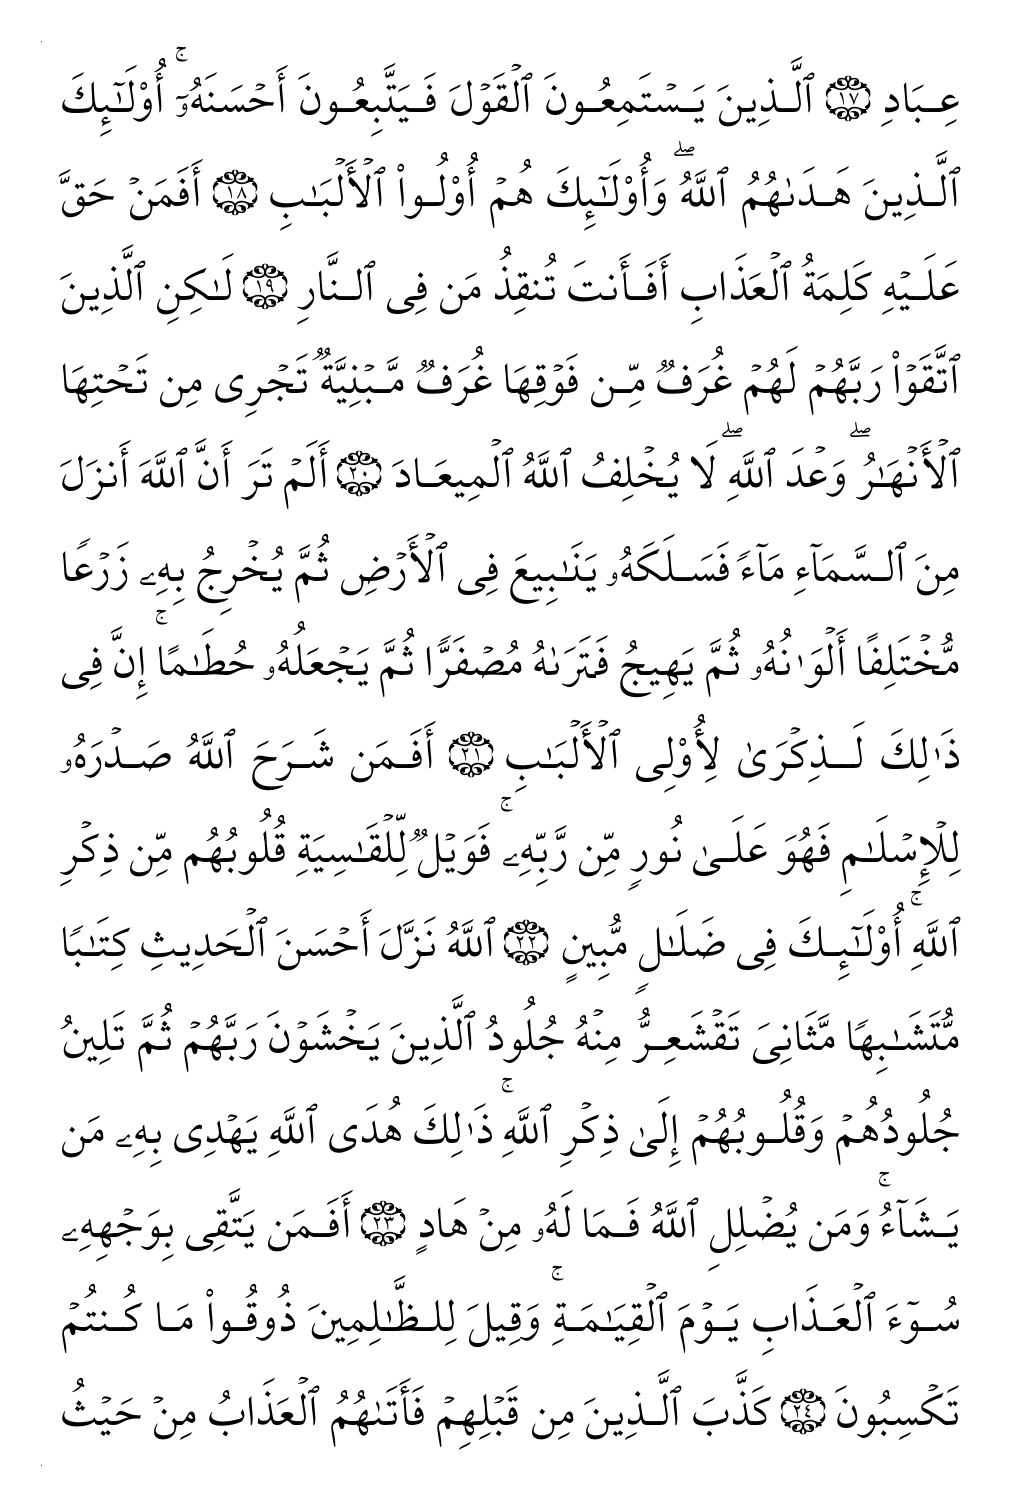 عِبَادِ ١٧ ٱلَّذِينَ يَسْتَمِعُونَ ٱلْقَوْلَ فَيَتَّبِعُونَ أَحْسَنَهُۥٓ ۚ أُو۟لَـٰٓئِكَ
ٱلَّذِينَ هَدَىٰهُمُ ٱللَّهُ ۖ وَأُو۟لَـٰٓئِكَ هُمْ أُو۟لُوا۟ ٱلْأَلْبَـٰبِ ١٨ أَفَمَنْ حَقَّ
عَلَيْهِ كَلِمَةُ ٱلْعَذَابِ أَفَأَنتَ تُنقِذُ مَن فِى ٱلنَّارِ ١٩ لَـٰكِنِ ٱلَّذِينَ
ٱتَّقَوْا۟ رَبَّهُمْ لَهُمْ غُرَفٌ مِّن فَوْقِهَا غُرَفٌ مَّبْنِيَّةٌ تَجْرِى مِن تَحْتِهَا
ٱلْأَنْهَـٰرُ ۖ وَعْدَ ٱللَّهِ ۖ لَا يُخْلِفُ ٱللَّهُ ٱلْمِيعَادَ ٢٠ أَلَمْ تَرَ أَنَّ ٱللَّهَ أَنزَلَ
مِنَ ٱلسَّمَآءِ مَآءً فَسَلَكَهُۥ يَنَـٰبِيعَ فِى ٱلْأَرْضِ ثُمَّ يُخْرِجُ بِهِۦ زَرْعًا
مُّخْتَلِفًا أَلْوَٰنُهُۥ ثُمَّ يَهِيجُ فَتَرَىٰهُ مُصْفَرًّا ثُمَّ يَجْعَلُهُۥ حُطَـٰمًا ۚ إِنَّ فِى
ذَٰلِكَ لَذِكْرَىٰ لِأُو۟لِى ٱلْأَلْبَـٰبِ ٢١ أَفَمَن شَرَحَ ٱللَّهُ صَدْرَهُۥ
لِلْإِسْلَـٰمِ فَهُوَ عَلَىٰ نُورٍ مِّن رَّبِّهِۦ ۚ فَوَيْلٌ لِّلْقَـٰسِيَةِ قُلُوبُهُم مِّن ذِكْرِ
ٱللَّهِ ۚ أُو۟لَـٰٓئِكَ فِى ضَلَـٰلٍ مُّبِينٍ ٢٢ ٱللَّهُ نَزَّلَ أَحْسَنَ ٱلْحَدِيثِ كِتَـٰبًا
مُّتَشَـٰبِهًا مَّثَانِىَ تَقْشَعِرُّ مِنْهُ جُلُودُ ٱلَّذِينَ يَخْشَوْنَ رَبَّهُمْ ثُمَّ تَلِينُ
جُلُودُهُمْ وَقُلُوبُهُمْ إِلَىٰ ذِكْرِ ٱللَّهِ ۚ ذَٰلِكَ هُدَى ٱللَّهِ يَهْدِى بِهِۦ مَن
يَشَآءُ ۚ وَمَن يُضْلِلِ ٱللَّهُ فَمَا لَهُۥ مِنْ هَادٍ ٢٣ أَفَمَن يَتَّقِى بِوَجْهِهِۦ
سُوٓءَ ٱلْعَذَابِ يَوْمَ ٱلْقِيَـٰمَةِ ۚ وَقِيلَ لِلظَّـٰلِمِينَ ذُوقُوا۟ مَا كُنتُمْ
تَكْسِبُونَ ٢٤ كَذَّبَ ٱلَّذِينَ مِن قَبْلِهِمْ فَأَتَىٰهُمُ ٱلْعَذَابُ مِنْ حَيْثُ